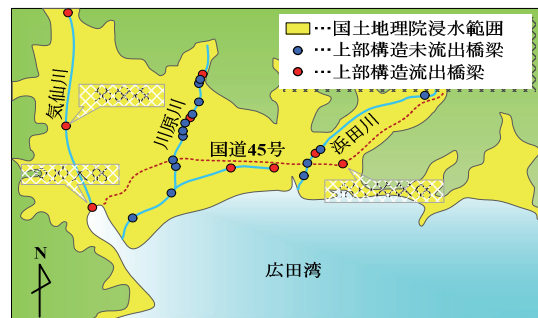 …国土地理院浸水範囲
…上部構造未流出橋梁
…上部構造流出橋梁
気仙川
川原川
国道45号
浜田川
広田湾
N